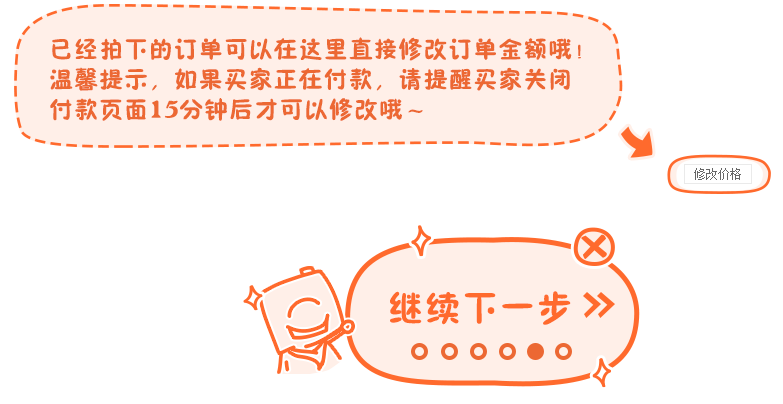 已经拍下的订单可以在这里直接修改订单金额哦！
温馨提示，如果买家正在付款，请提醒买家关闭
付款页面15分钟后才可以修改哦～
修改价格
继续下一步 »